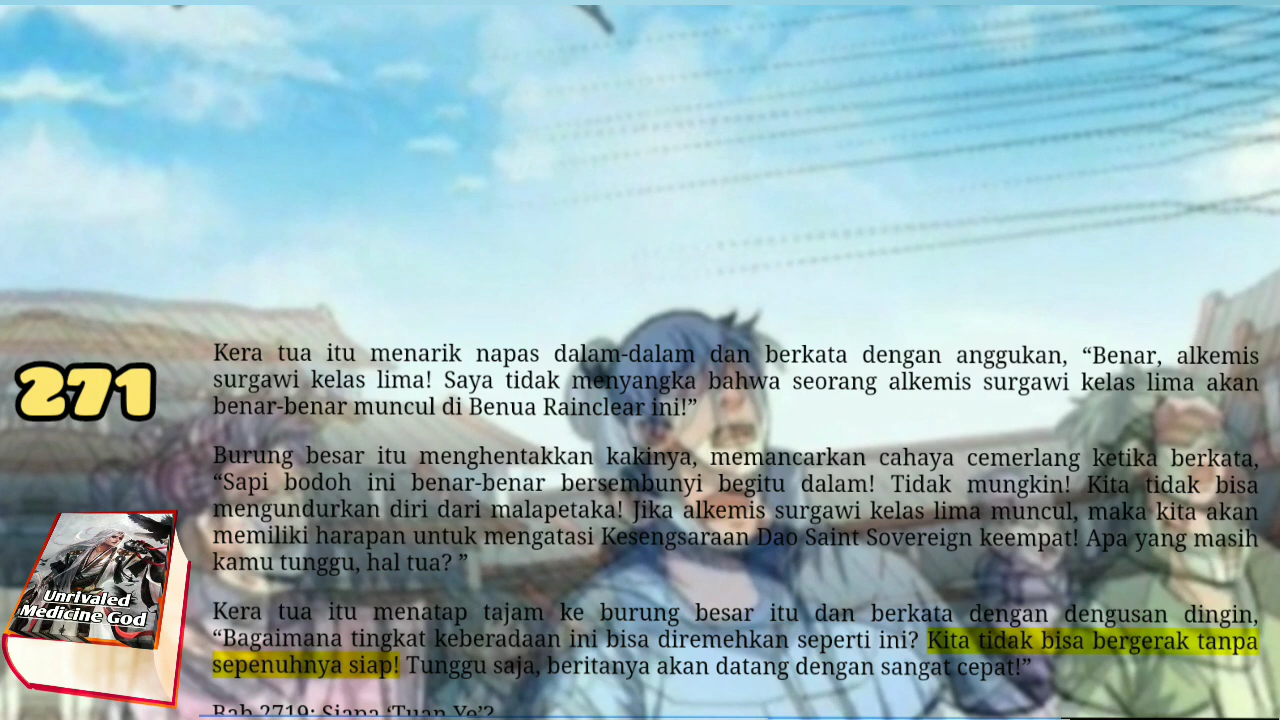 Kera tua itu menarik napas dalam-dalam dan berkata dengan anggukan, “Benar, alkemis
surgawi kelas lima! Saya tidak menyangka bahwa seorang alkemis surgawi kelas lima akan
benar-benar muncul di Benua Rainclear ini!”
271
Burung besar itu menghentakkan kakinya, memancarkan cahaya cemerlang ketika berkata,
“Sapi bodoh ini benar-benar bersembunyi begitu dalam! Tidak mungkin! Kita tidak bisa
mengundurkan diri dari malapetaka! Jika alkemis surgawi kelas lima muncul, maka kita akan
memiliki harapan untuk mengatasi Kesengsaraan Dao Saint Sovereign keempat! Apa yang masih
kamu tunggu, hal tua? ”
Kera tua itu menatap tajam ke burung besar itu dan berkata dengan dengusan dingin,
“Bagaimana tingkat keberadaan ini bisa diremehkan seperti ini? Kita tidak bisa bergerak tanpa
sepenuhnya siap! Tunggu saja, beritanya akan datang dengan sangat cepat!”
Unrivaled
Medicine God
Bab 2719: Siapa ‘Tuan Ye’?